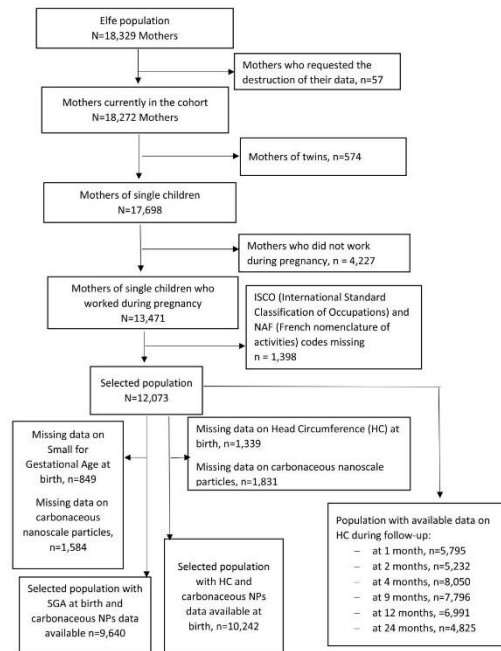 Elfe population
N=18,329 Mothers
Mothers who requested the
destruction of their data, n=57
Mothers currently in the cohort
N=18,272 Mothers
Mothers of twins, n=574
Mothers of single children
N=17,698
Mothers who did not work
during pregnancy, n = 4,227
Mothers of single children who
worked during pregnancy
N=13,471
ISCO (International Standard
Classification of Occupations) and
NAF (French nomenclature of
activities) codes missing
n = 1,398
Selected population
N=12,073
Missing data on
Small for
Gestational Age at
birth, n=849
Missing data on
carbonaceous
nanoscale particles,
n=1,584
Missing data on Head Circumference (HC) at
birth, n=1,339
Missing data on carbonaceous nanoscale
particles, n=1,831
Population with available data on
HC during follow-up:
– at 1 month, n=5,795
– at 2 months, n=5,232
– at 4 months, n=8,050
– at 9 months, n=7,796
– at 12 months, =6,991
– at 24 months, n=4,825
Selected population with
SGA at birth and
carbonaceous NPs data
available n=9,640
Selected population
with HC and
carbonaceous NPs
data available at
birth, n=10,242